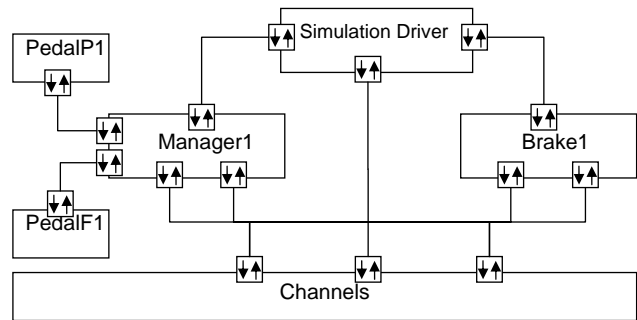 Simulation Driver
PedalP1
Manager1
Brake1
PedalF1
Channels